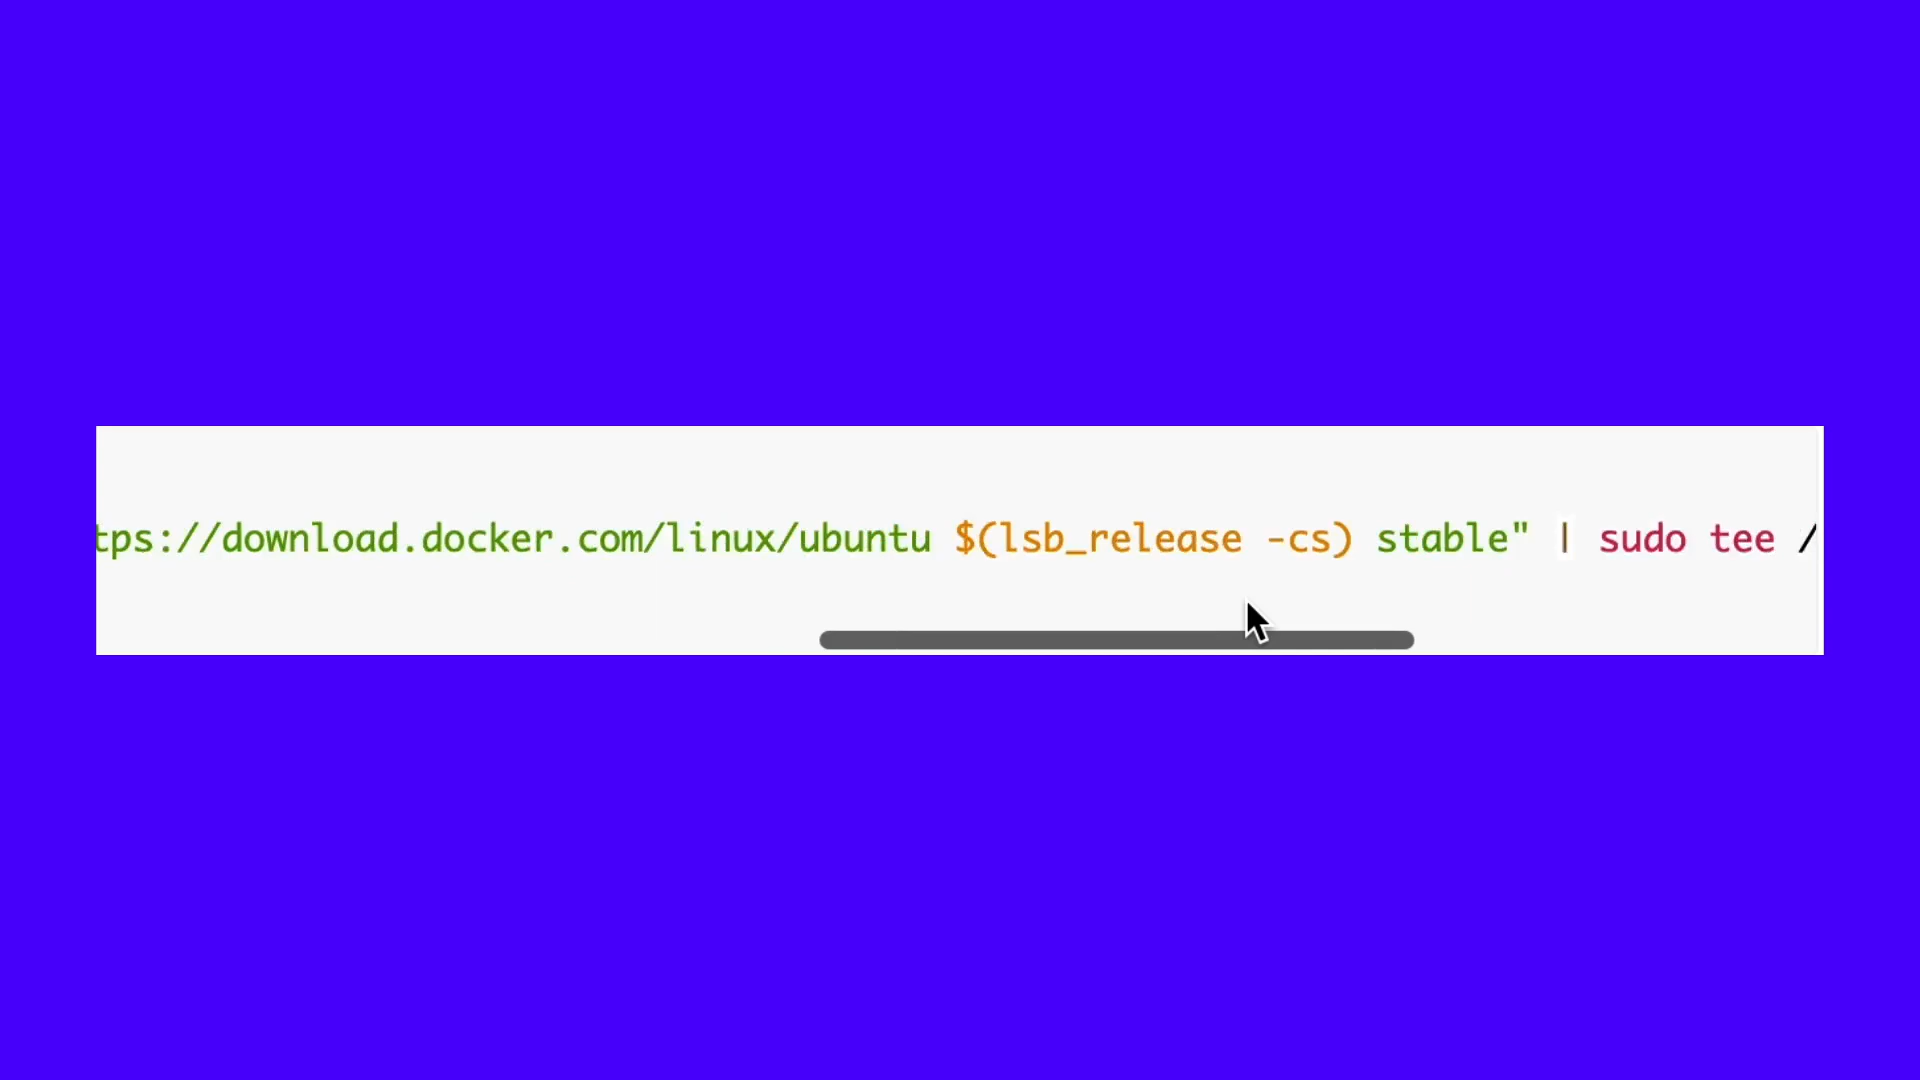 tps://download.docker.com/linux/ubuntu $(lsb_release -cs) stable" | sudo tee /